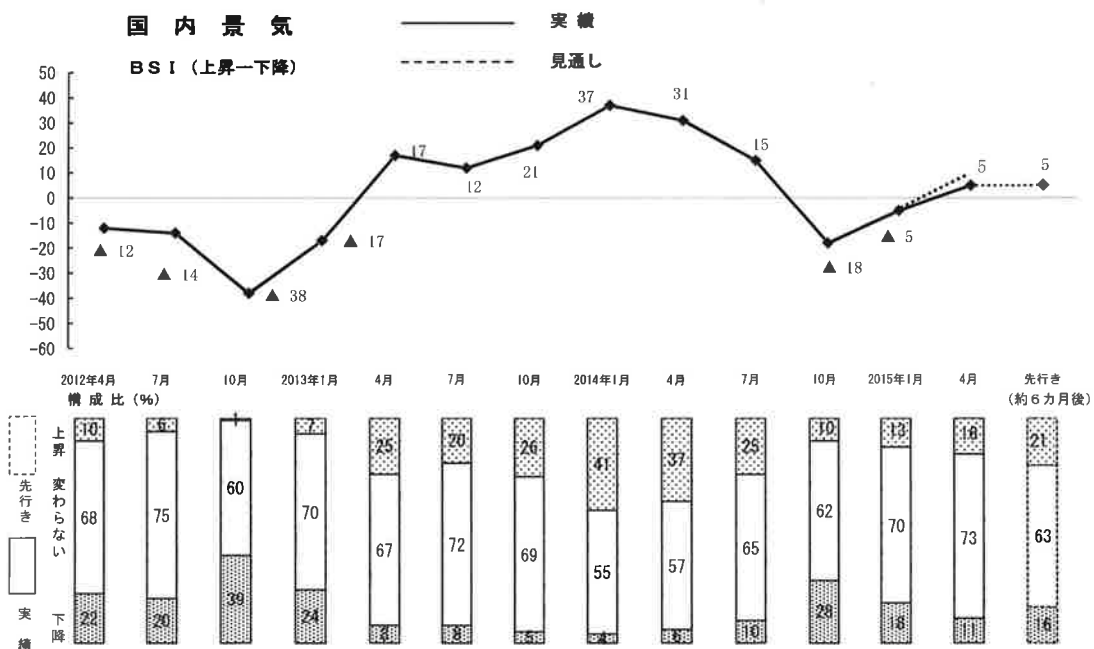 国 内 景 気
実 績
B S I (上昇ー下降)
見通し
50
40
30
20
10
0
-10
-20
-30
-40
-50
-60
▲ 12
▲ 14
▲ 38
▲ 17
17
12
21
37
31
15
▲ 18
▲ 5
5
5
2012年4月 7月 10月 2013年1月 4月 7月 10月 2014年1月 4月 7月 10月 2015年1月 4月 先行き
(約6カ月後)
構 成 比 (%)
上昇 10 6 1 7 25 20 26 41 37 25 10 13 16 21
変わらない 68 75 60 70 67 72 69 55 57 65 62 70 73 63
下降 22 20 39 24 8 8 5 4 6 10 28 18 11 16
先行き
実績